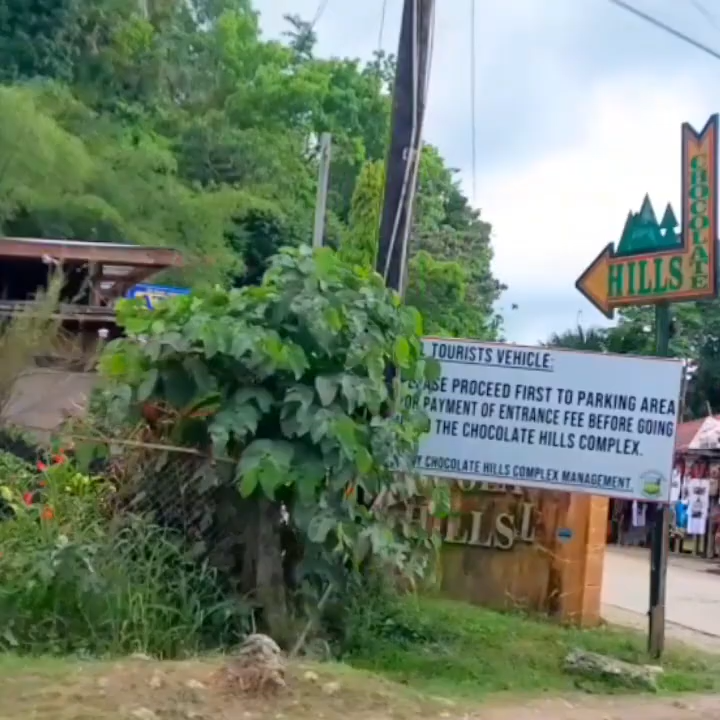 CHOCOLATE
HILLS
TOURISTS VEHICLE:
PROCEED FIRST TO PARKING AREA
PAYMENT OF ENTRANCE FEE BEFORE GOING
THE CHOCOLATE HILLS COMPLEX.
CHOCOLATE HILLS COMPLEX MANAGEMENT
HILLS